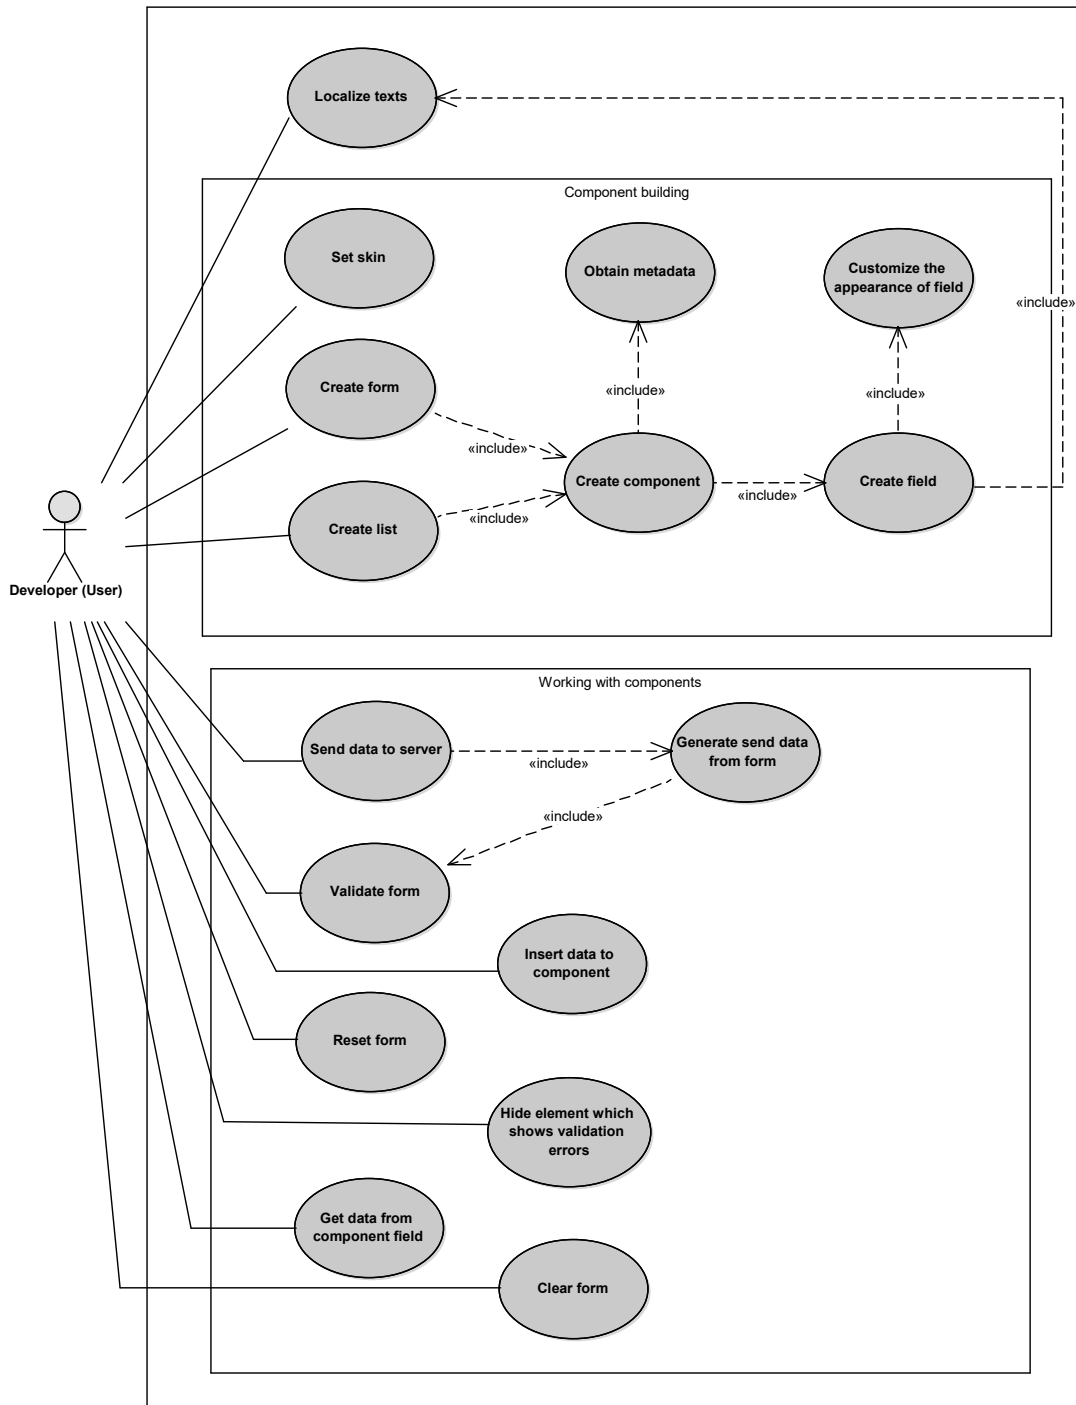 Localize texts
Component building
Set skin
Obtain metadata
Customize the
appearance of field
«include»
Create form
«include»
«include»
«include»
Create component
Create field
«include»
«include»
Create list
Developer (User)
Working with components
Send data to server
Generate send data
from form
«include»
«include»
Validate form
Insert data to
component
Reset form
Hide element which
shows validation
errors
Get data from
component field
Clear form